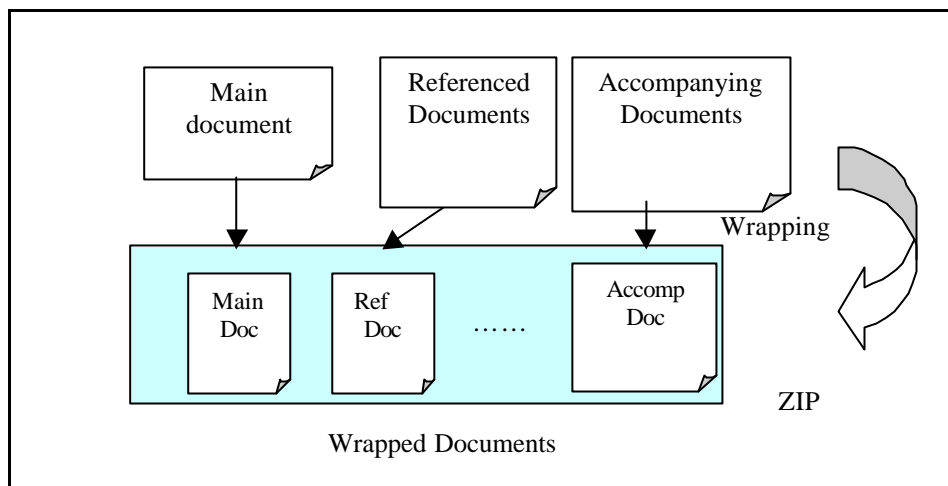 Main
document
Referenced
Documents
Accompanying
Documents
Wrapping
Main
Doc
Ref
Doc
……
Accomp
Doc
ZIP
Wrapped Documents